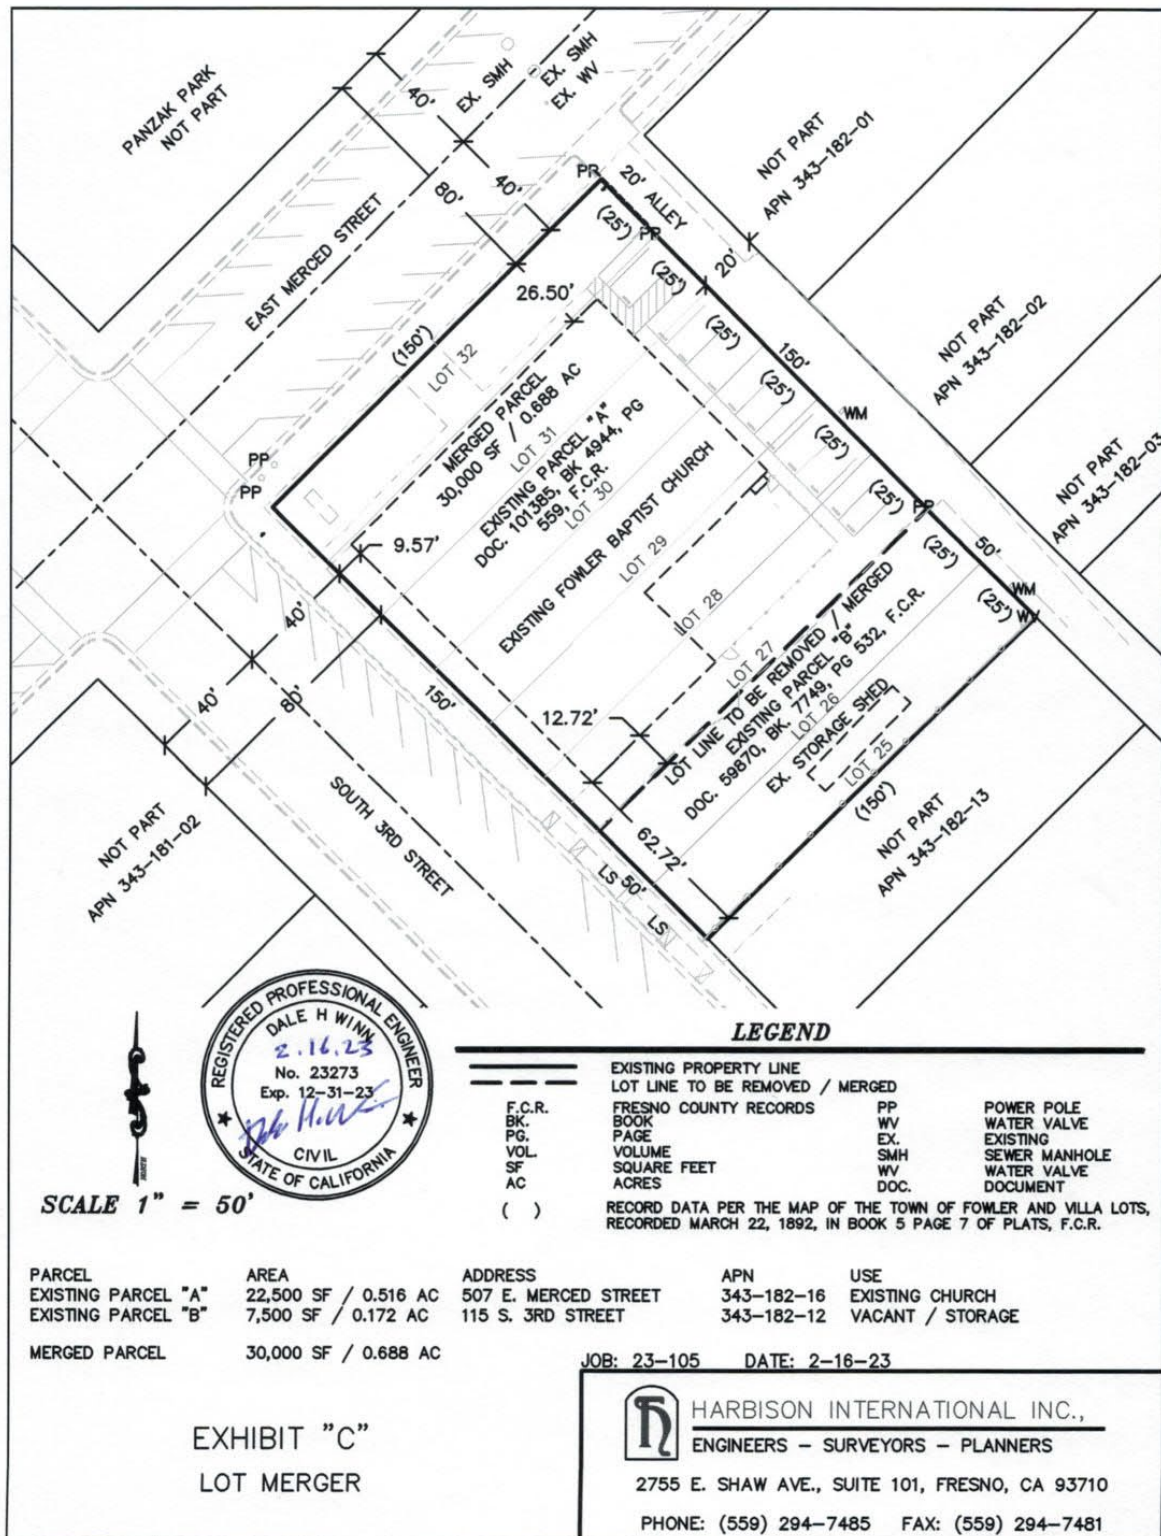 PANZAK PARK
NOT PART
40'
EX. SMH
EX. SMH
EX. WV
80'
40'
EAST MERCED STREET
PP
20' ALLEY
(25')
PP
(25')
20'
NOT PART
APN 343-182-01
26.50'
(150')
LOT 32
(25')
150'
(25')
(25')
(25')
WM
PP
NOT PART
APN 343-182-02
NOT PART
APN 343-182-03
MERGED PARCEL
30,000 SF / 0.688 AC
LOT 31
EXISTING PARCEL "A"
DOC. 101385, BK 4944, PG
559, F.C.R.
LOT 30
EXISTING FOWLER BAPTIST CHURCH
LOT 29
LOT 28
LOT 27
PP
PP
9.57'
40'
40'
80'
150'
12.72'
(25')
50'
(25')
WM
WV
LOT LINE TO BE REMOVED / MERGED
EXISTING PARCEL "B"
DOC. 59870, BK. 7749, PG 532, F.C.R.
LOT 26
EX. STORAGE SHED
LOT 25
(150')
NOT PART
APN 343-182-13
62.72'
LS
50'
LS
SOUTH 3RD STREET
NOT PART
APN 343-181-02
REGISTERED PROFESSIONAL ENGINEER
DALE H WINN
2.16.23
No. 23273
Exp. 12-31-23
CIVIL
STATE OF CALIFORNIA
SCALE 1" = 50'
LEGEND
EXISTING PROPERTY LINE
LOT LINE TO BE REMOVED / MERGED
F.C.R. FRESNO COUNTY RECORDS PP POWER POLE
BK. BOOK WV WATER VALVE
PG. PAGE EX. EXISTING
VOL. VOLUME SMH SEWER MANHOLE
SF SQUARE FEET WV WATER VALVE
AC ACRES DOC. DOCUMENT
( ) RECORD DATA PER THE MAP OF THE TOWN OF FOWLER AND VILLA LOTS,
RECORDED MARCH 22, 1892, IN BOOK 5 PAGE 7 OF PLATS, F.C.R.
PARCEL AREA ADDRESS APN USE
EXISTING PARCEL "A" 22,500 SF / 0.516 AC 507 E. MERCED STREET 343-182-16 EXISTING CHURCH
EXISTING PARCEL "B" 7,500 SF / 0.172 AC 115 S. 3RD STREET 343-182-12 VACANT / STORAGE
MERGED PARCEL 30,000 SF / 0.688 AC
JOB: 23-105 DATE: 2-16-23
EXHIBIT "C"
LOT MERGER
HARBISON INTERNATIONAL INC.,
ENGINEERS - SURVEYORS - PLANNERS
2755 E. SHAW AVE., SUITE 101, FRESNO, CA 93710
PHONE: (559) 294-7485 FAX: (559) 294-7481